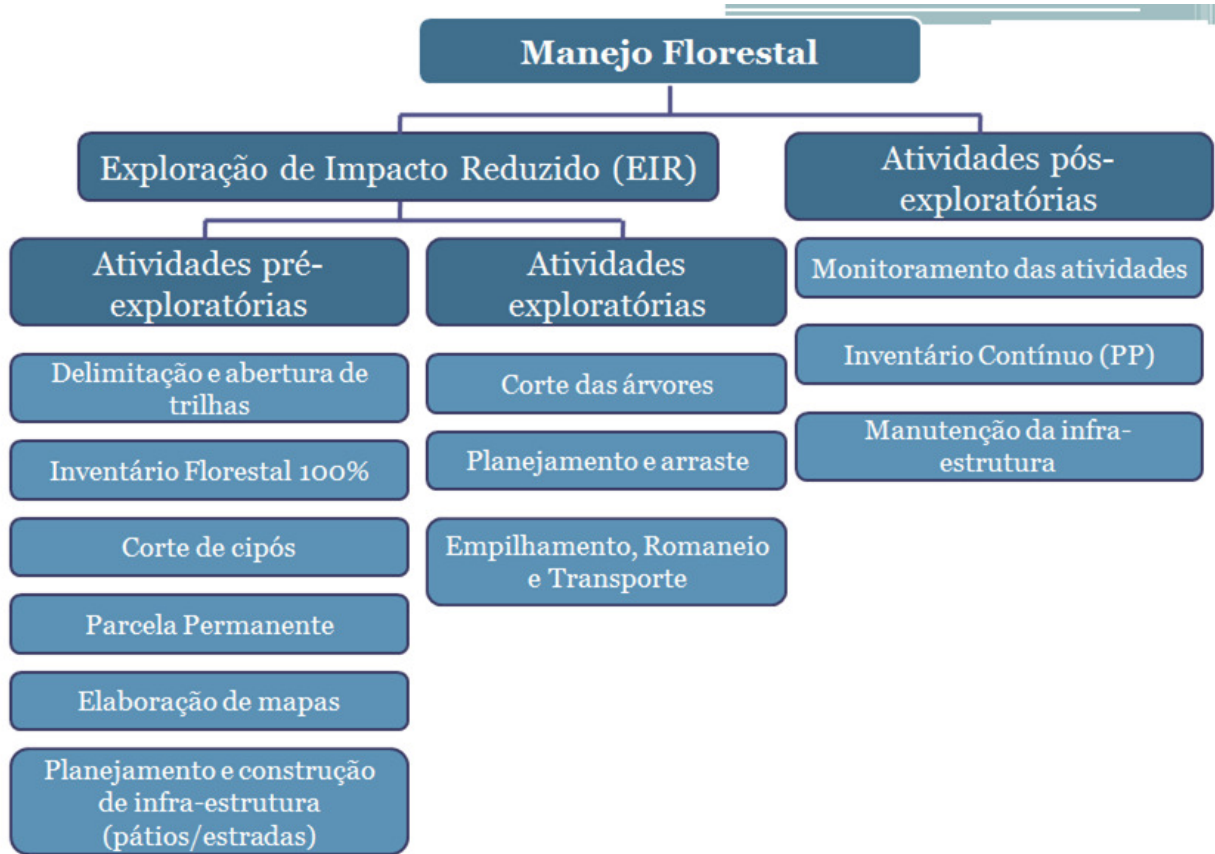 Manejo Florestal
Exploração de Impacto Reduzido (EIR)
Atividades pré-
exploratórias
Delimitação e abertura de
trilhas
Inventário Florestal 100%
Corte de cipós
Parcela Permanente
Elaboração de mapas
Planejamento e construção
de infra-estrutura
(pátios/estradas)
Atividades
exploratórias
Corte das árvores
Planejamento e arraste
Empilhamento, Romaneio
e Transporte
Atividades pós-
exploratórias
Monitoramento das atividades
Inventário Contínuo (PP)
Manutenção da infra-
estrutura